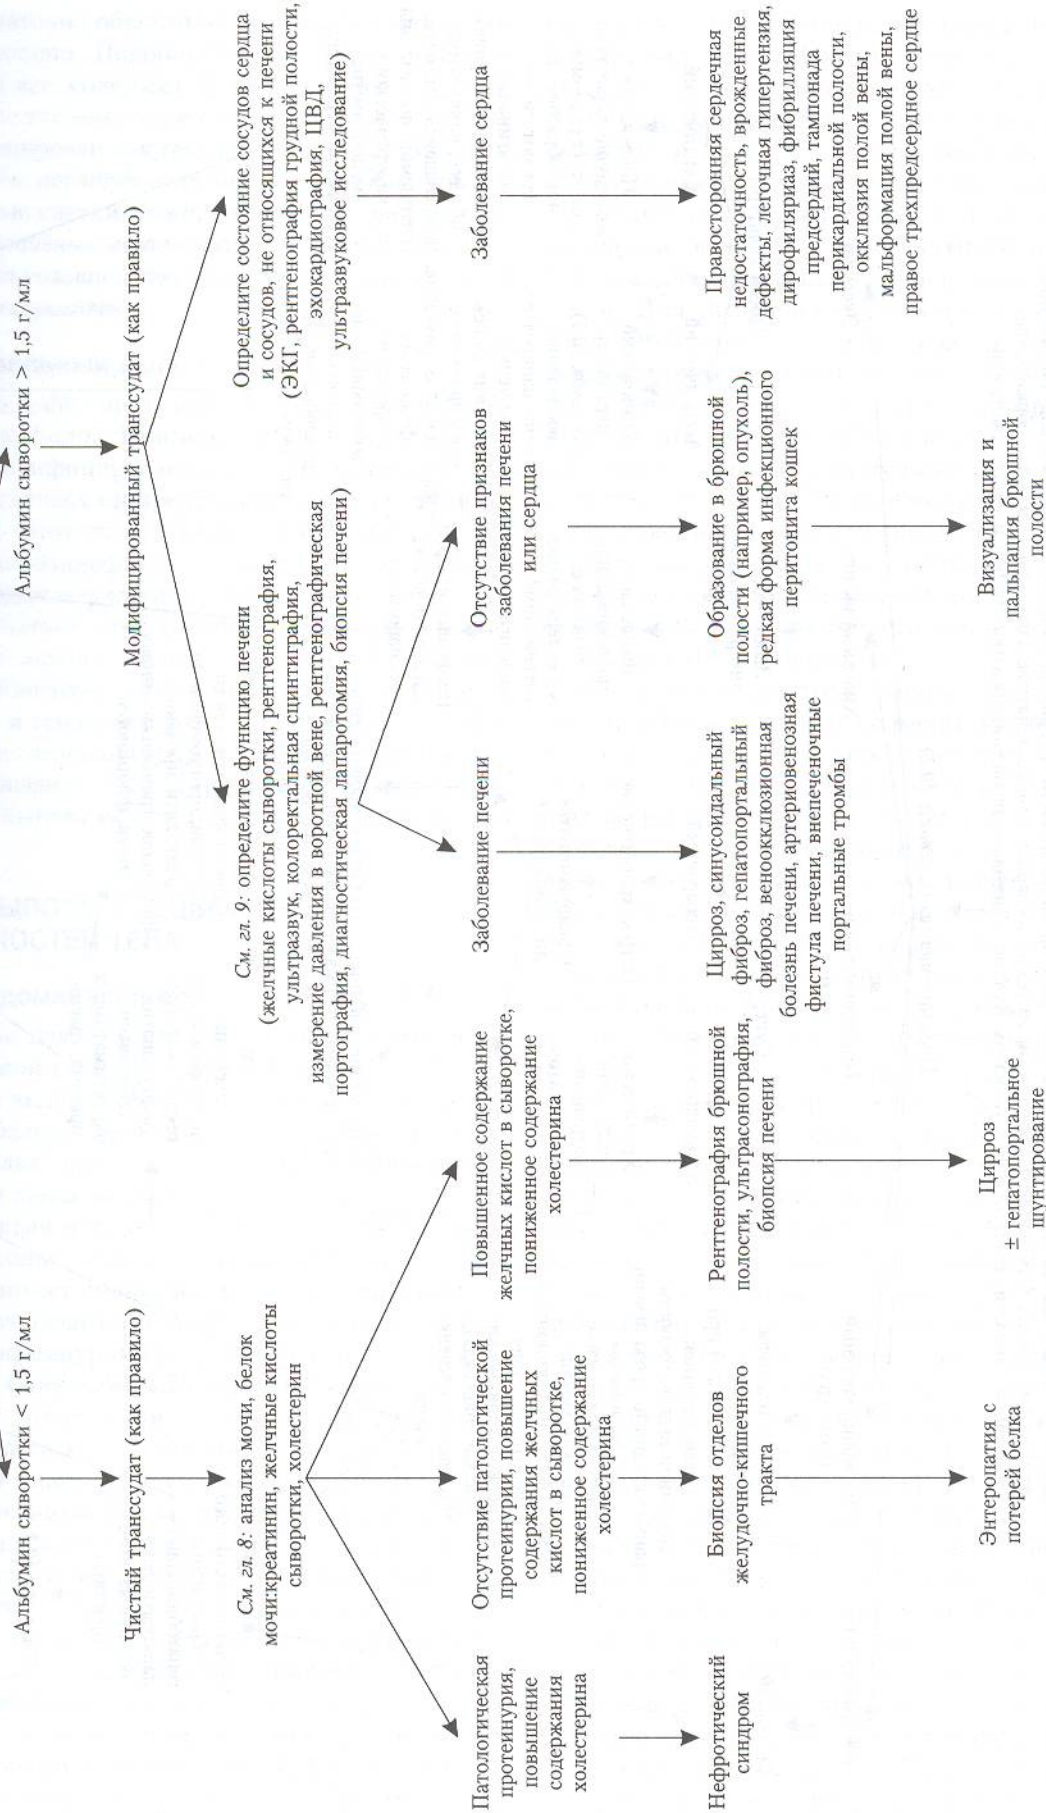 Альбумин сыворотки < 1,5 г/мл
Чистый транссудат (как правило)
См. гл. 8: анализ мочи, белок
мочи:креатинин, желчные кислоты
сыворотки, холестерин
Патологическая
протеинурия,
повышение
содержания
холестерина
Нефротический
синдром
Отсутствие патологической
протеинурии, повышение
содержания желчных
кислот в сыворотке,
пониженное содержание
холестерина
Биопсия отделов
желудочно-кишечного
тракта
Энтеропатия с
потерей белка
Повышенное содержание
желчных кислот в сыворотке,
пониженное содержание
холестерина
Рентгенография брюшной
полости, ультрасонография,
биопсия печени
Цирроз
± гепатопортальное
шунтирование
Альбумин сыворотки > 1,5 г/мл
Модифицированный транссудат (как правило)
См. гл. 9: определите функцию печени
(желчные кислоты сыворотки, рентгенография,
ультразвук, колоректальная сцинтиграфия,
измерение давления в воротной вене, рентгенографическая
портография, диагностическая лапаротомия, биопсия печени)
Заболевание печени
Цирроз, синусоидальный
фиброз, гепатопортальный
фиброз, веноокклюзионная
болезнь печени, артериовенозная
фистула печени, внепеченочные
портальные тромбы
Отсутствие признаков
заболевания печени
или сердца
Образование в брюшной
полости (например, опухоль),
редкая форма инфекционного
перитонита кошек
Визуализация и
пальпация брюшной
полости
Определите состояние сосудов сердца
и сосудов, не относящихся к печени
(ЭКГ, рентгенография грудной полости,
эхокардиография, ЦВД,
ультразвуковое исследование)
Заболевание сердца
Правосторонняя сердечная
недостаточность, врожденные
дефекты, легочная гипертензия,
дирофиляриаз, фибрилляция
предсердий, тампонада
перикардиальной полости,
окклюзия полой вены,
мальформация полой вены,
правое трехпредсердное сердце